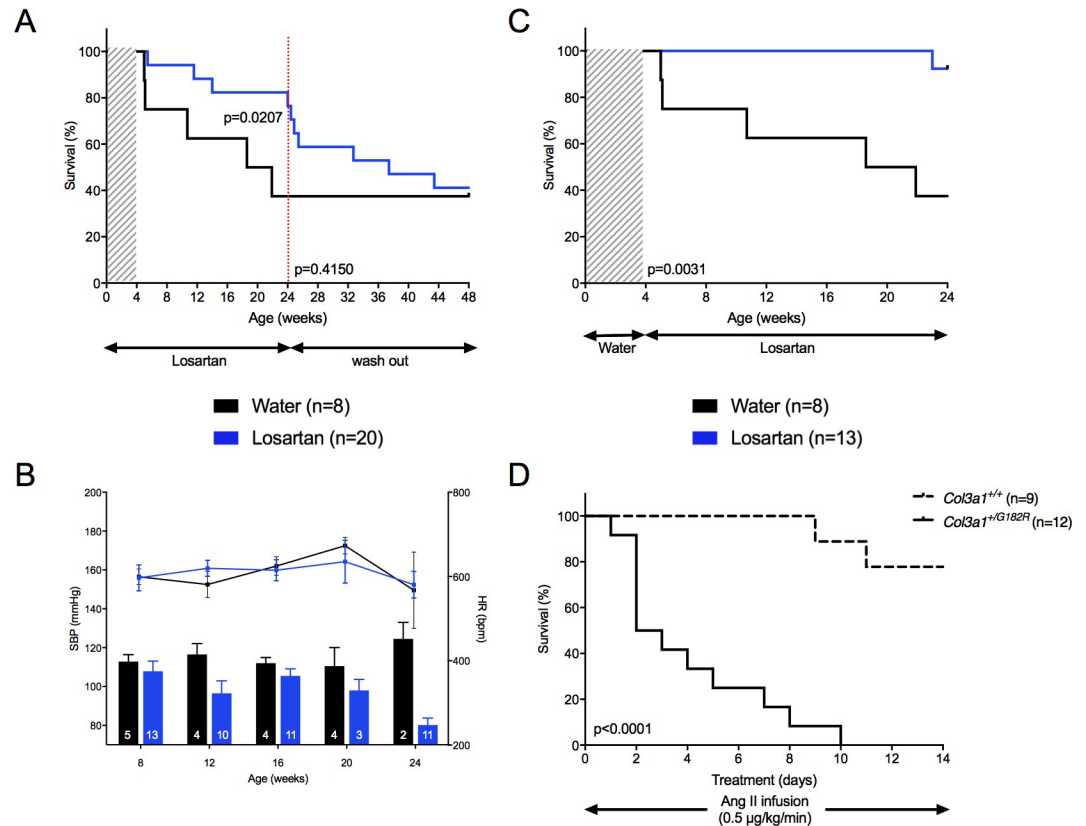 A
100
80
60
40
20
0
Survival (%)
p=0.0207
p=0.4150
0 4 8 12 16 20 24 28 32 36 40 44 48
Age (weeks)
Losartan wash out
Water (n=8)
Losartan (n=20)
C
100
80
60
40
20
0
Survival (%)
p=0.0031
0 4 8 12 16 20 24
Age (weeks)
Water Losartan
Water (n=8)
Losartan (n=13)
B
200
180
160
140
120
100
80
60
SBP (mmHg)
800
600
400
200
HR (bpm)
5 13 4 10 4 11 4 3 2 11
8 12 16 20 24
Age (weeks)
D
Col3a1+/+ (n=9)
Col3a1+/G182R (n=12)
100
80
60
40
20
0
Survival (%)
p<0.0001
0 2 4 6 8 10 12 14
Treatment (days)
Ang II infusion
(0.5 µg/kg/min)